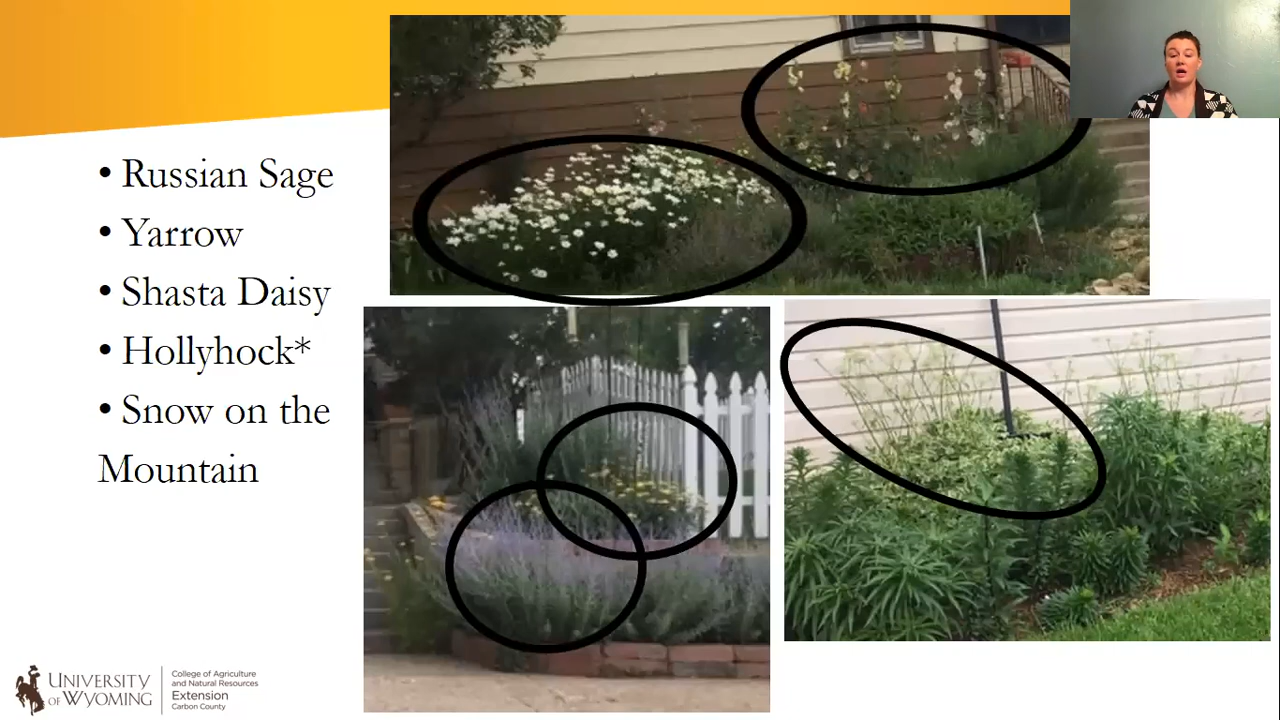 • Russian Sage
• Yarrow
• Shasta Daisy
• Hollyhock*
• Snow on the
Mountain
UNIVERSITY
OF WYOMING
College of Agriculture
and Natural Resources
Extension
Carbon County